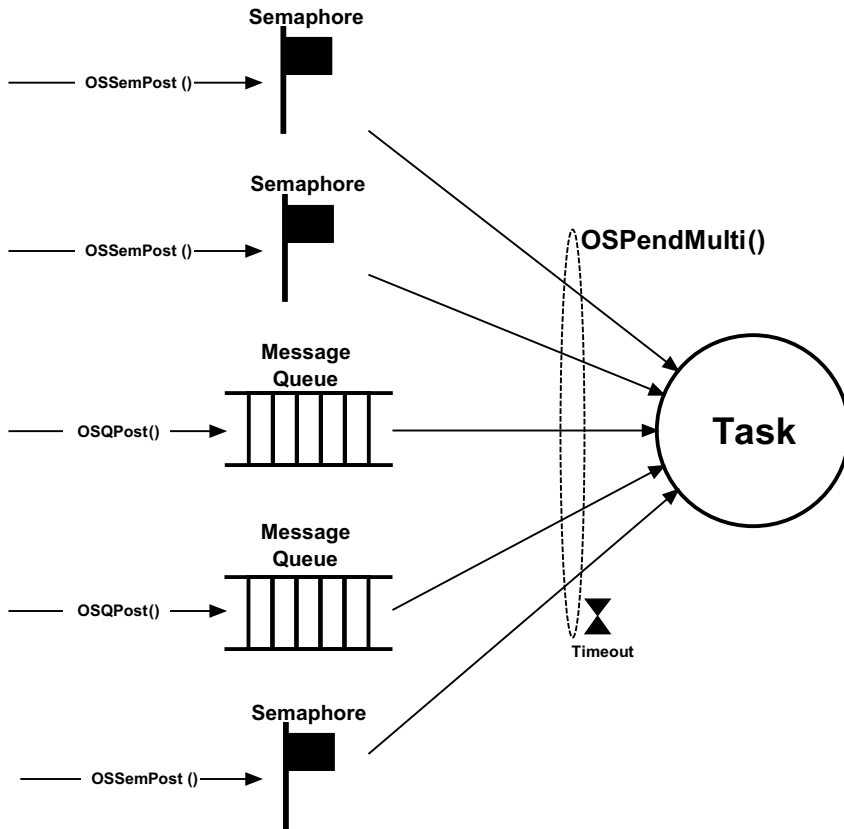 Semaphore
OSSemPost ()
Semaphore
OSSemPost ()
OSPendMulti()
Message
Queue
OSQPost()
Task
Message
Queue
OSQPost()
Timeout
Semaphore
OSSemPost ()